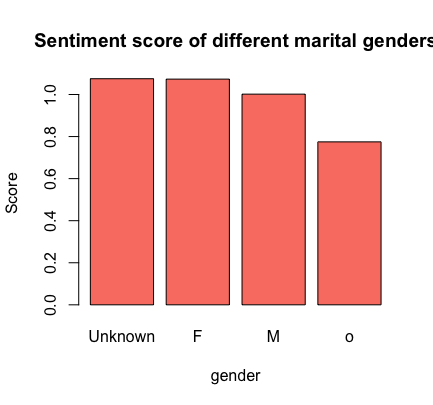 Sentiment score of different marital genders
Score
1.0
0.8
0.6
0.4
0.2
0.0
Unknown F M o
gender